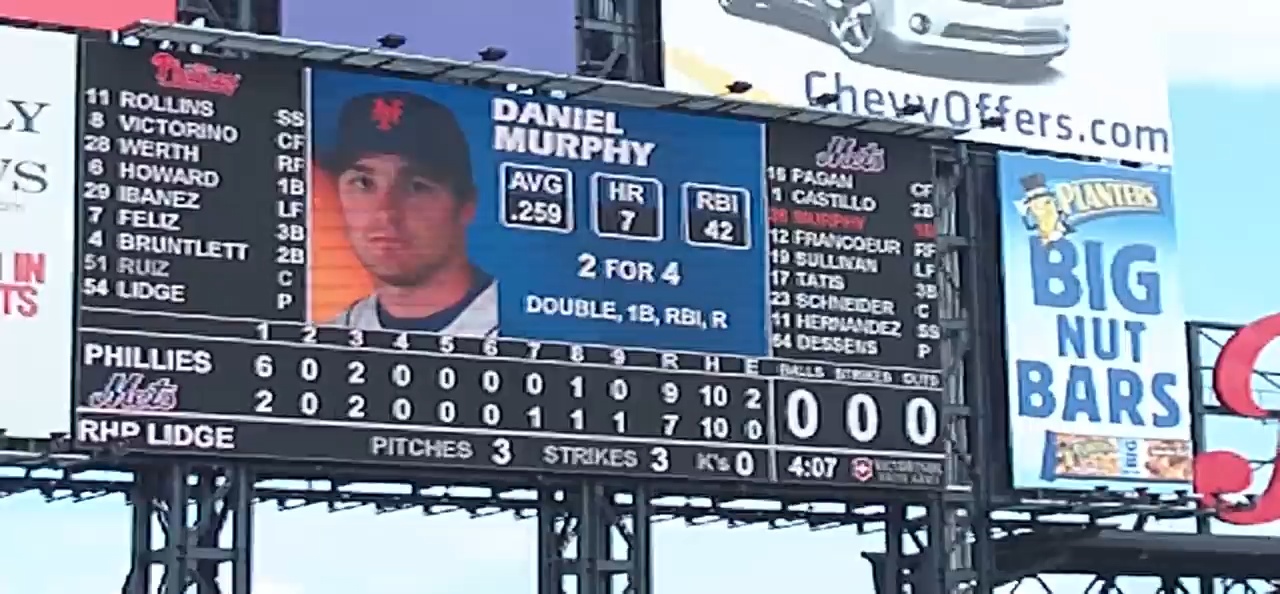 LY
WS
IN
TS
Phillies
11 ROLLINS SS
8 VICTORINO CF
28 WERTH RF
6 HOWARD 1B
29 IBANEZ LF
7 FELIZ 3B
4 BRUNTLETT 2B
51 RUIZ C
54 LIDGE P
DANIEL
MURPHY
AVG HR RBI
.259 7 42
2 FOR 4
DOUBLE, 1B, RBI, R
Mets
16 PAGAN CF
1 CASTILLO 2B
MURPHY 1B
12 FRANCOEUR RF
19 SULLIVAN LF
17 TATIS 3B
23 SCHNEIDER C
11 HERNANDEZ SS
64 DESSENS P
1 2 3 4 5 6 7 8 9 R H E BALLS STRIKES OUTS
PHILLIES 6 0 2 0 0 0 0 1 0 9 10 2
Mets 2 0 2 0 0 0 1 1 1 7 10 0
0 0 0
RHP LIDGE PITCHES 3 STRIKES 3 K's 0 4:07
ChevyOffers.com
PLANTERS
BIG
NUT
BARS
BIG